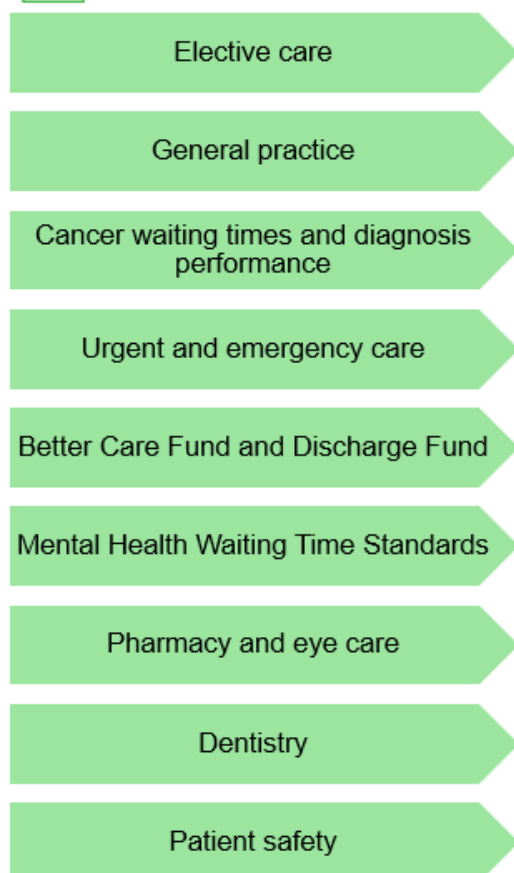 Elective care
General practice
Cancer waiting times and diagnosis
performance
Urgent and emergency care
Better Care Fund and Discharge Fund
Mental Health Waiting Time Standards
Pharmacy and eye care
Dentistry
Patient safety